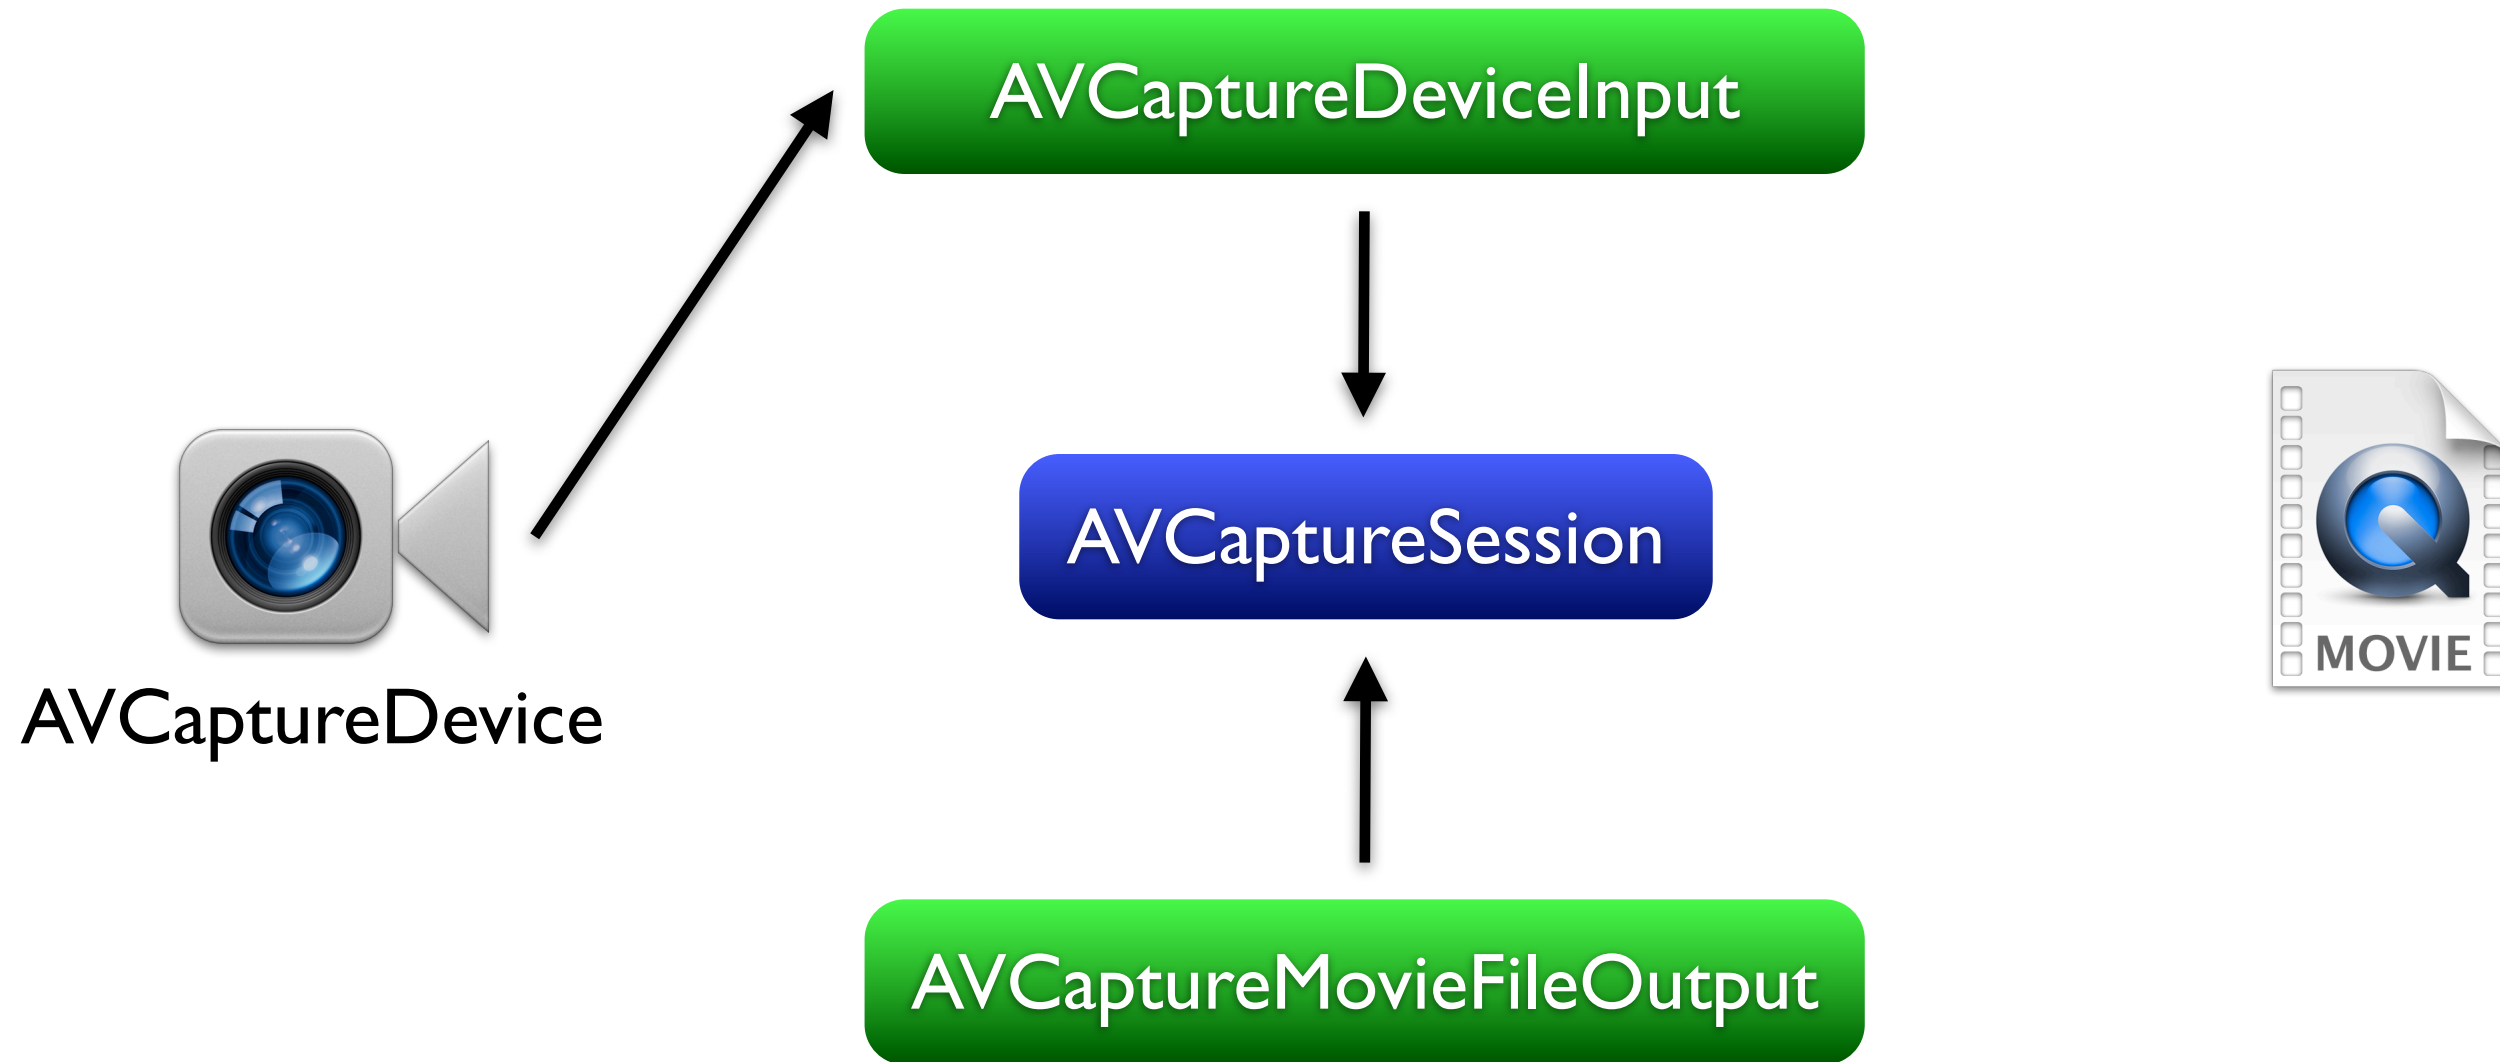 AVCaptureDeviceInput
AVCaptureSession
MOVIE
AVCaptureDevice
AVCaptureMovieFileOutput